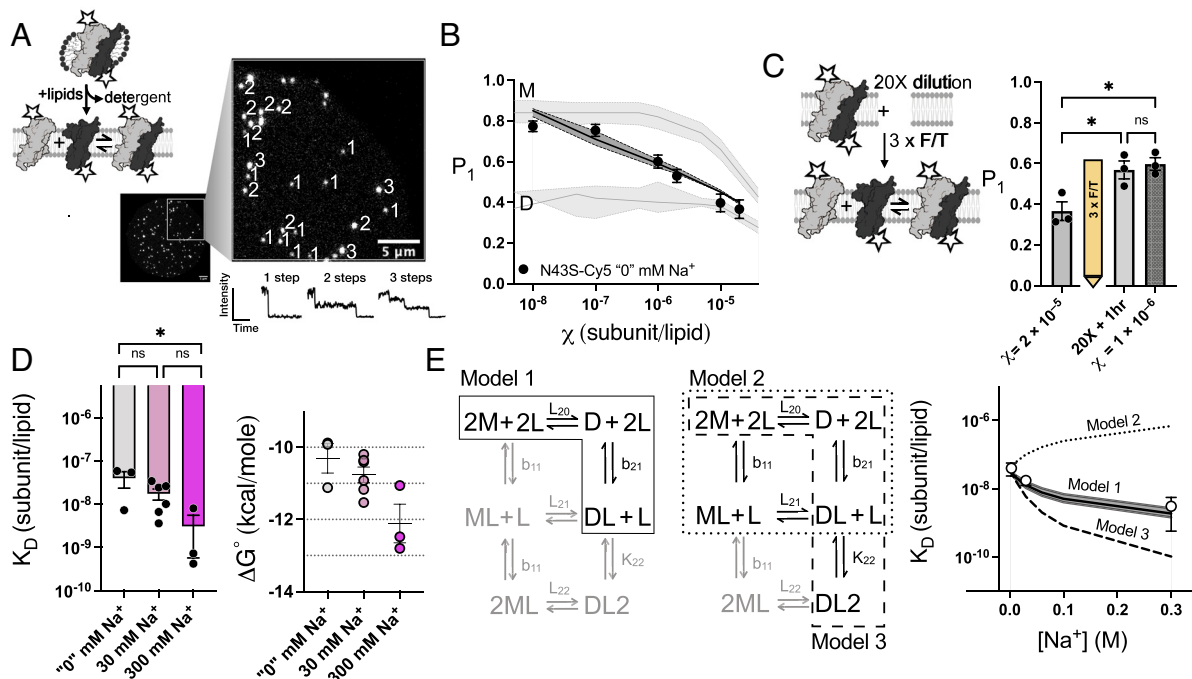 A
+lipids
detergent
+
2
2
2
2
2
1
3
1
2
1
1
3
1
2
2
1
1
1
1
3
5 µm
1 step
2 steps
3 steps
Intensity
Time
B
1.0
0.8
0.6
0.4
0.2
0.0
P1
M
D
N43S-Cy5 “0” mM Na+
10-8
10-7
10-6
10-5
χ (subunit/lipid)
C
20X dilution
+
3 x F/T
+
P1
1.0
0.8
0.6
0.4
0.2
0.0
*
*
ns
3 x F/T
χ = 2 × 10−5
20X + 1hr
χ = 1 × 10−6
D
*
ns
ns
KD (subunit/lipid)
10-6
10-7
10-8
10-9
10-10
"0" mM Na+
30 mM Na+
300 mM Na+
ΔG° (kcal/mole)
-10
-12
-14
"0" mM Na+
30 mM Na+
300 mM Na+
E
Model 1
2M+2L L20 D+2L
b11
b21
ML+L L21 DL+L
b11
K22
2ML L22 DL2
Model 2
2M+2L L20 D+2L
b11
b21
ML+L L21 DL+L
b11
K22
2ML L22 DL2
Model 3
KD (subunit/lipid)
10-6
10-8
10-10
Model 2
Model 1
Model 3
0.0
0.1
0.2
0.3
[Na+] (M)